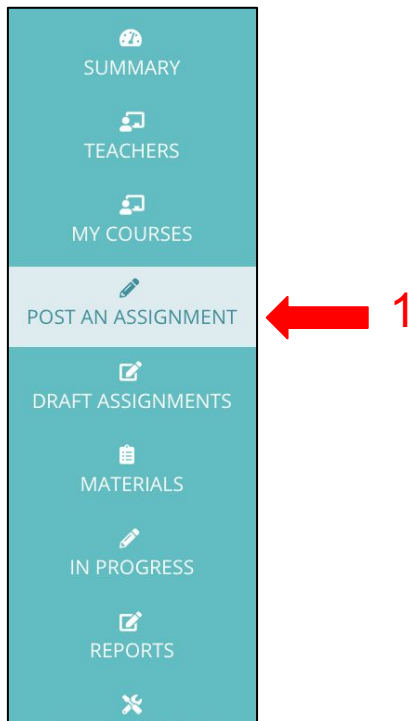 SUMMARY
TEACHERS
MY COURSES
POST AN ASSIGNMENT
1
DRAFT ASSIGNMENTS
MATERIALS
IN PROGRESS
REPORTS